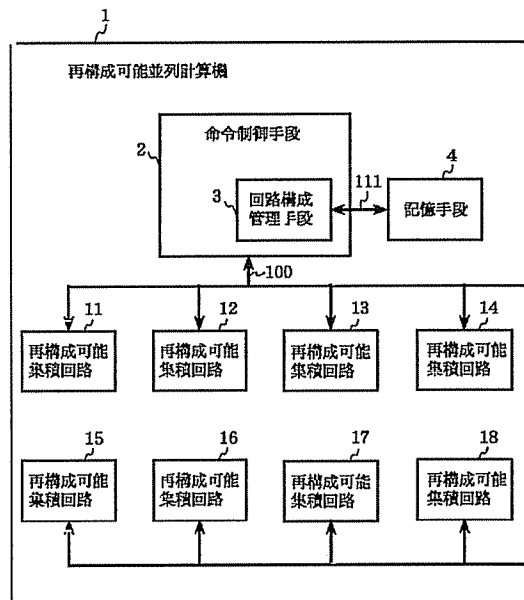 1
再構成可能並列計算機
命令制御手段
2
3
回路構成
管理手段
111
4
記憶手段
100
11
再構成可能
集積回路
12
再構成可能
集積回路
13
再構成可能
集積回路
14
再構成可能
集積回路
15
再構成可能
集積回路
16
再構成可能
集積回路
17
再構成可能
集積回路
18
再構成可能
集積回路